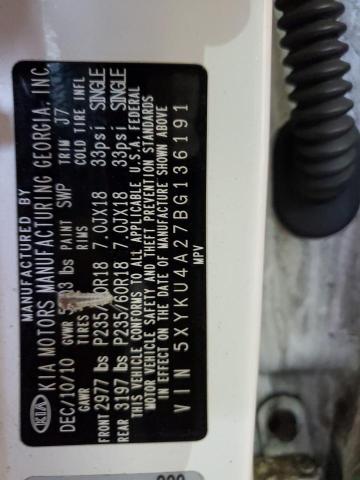 MANUFACTURED BY
KIA KIA MOTORS MANUFACTURING GEORGIA, INC.
DEC/10/10 PAINT SWP TRIM J7
GVWR lbs
GAWR TIRES RIMS COLD TIRE INFL
FRONT 2977 lbs P235/60R18 7.0JX18 33psi SINGLE
REAR 3197 lbs P235/60R18 7.0JX18 33psi SINGLE
THIS VEHICLE CONFORMS TO ALL APPLICABLE U.S.A. FEDERAL
MOTOR VEHICLE SAFETY AND THEFT PREVENTION STANDARDS
IN EFFECT ON THE DATE OF MANUFACTURE SHOWN ABOVE
VIN 5XYKU4A27BG136191
MPV